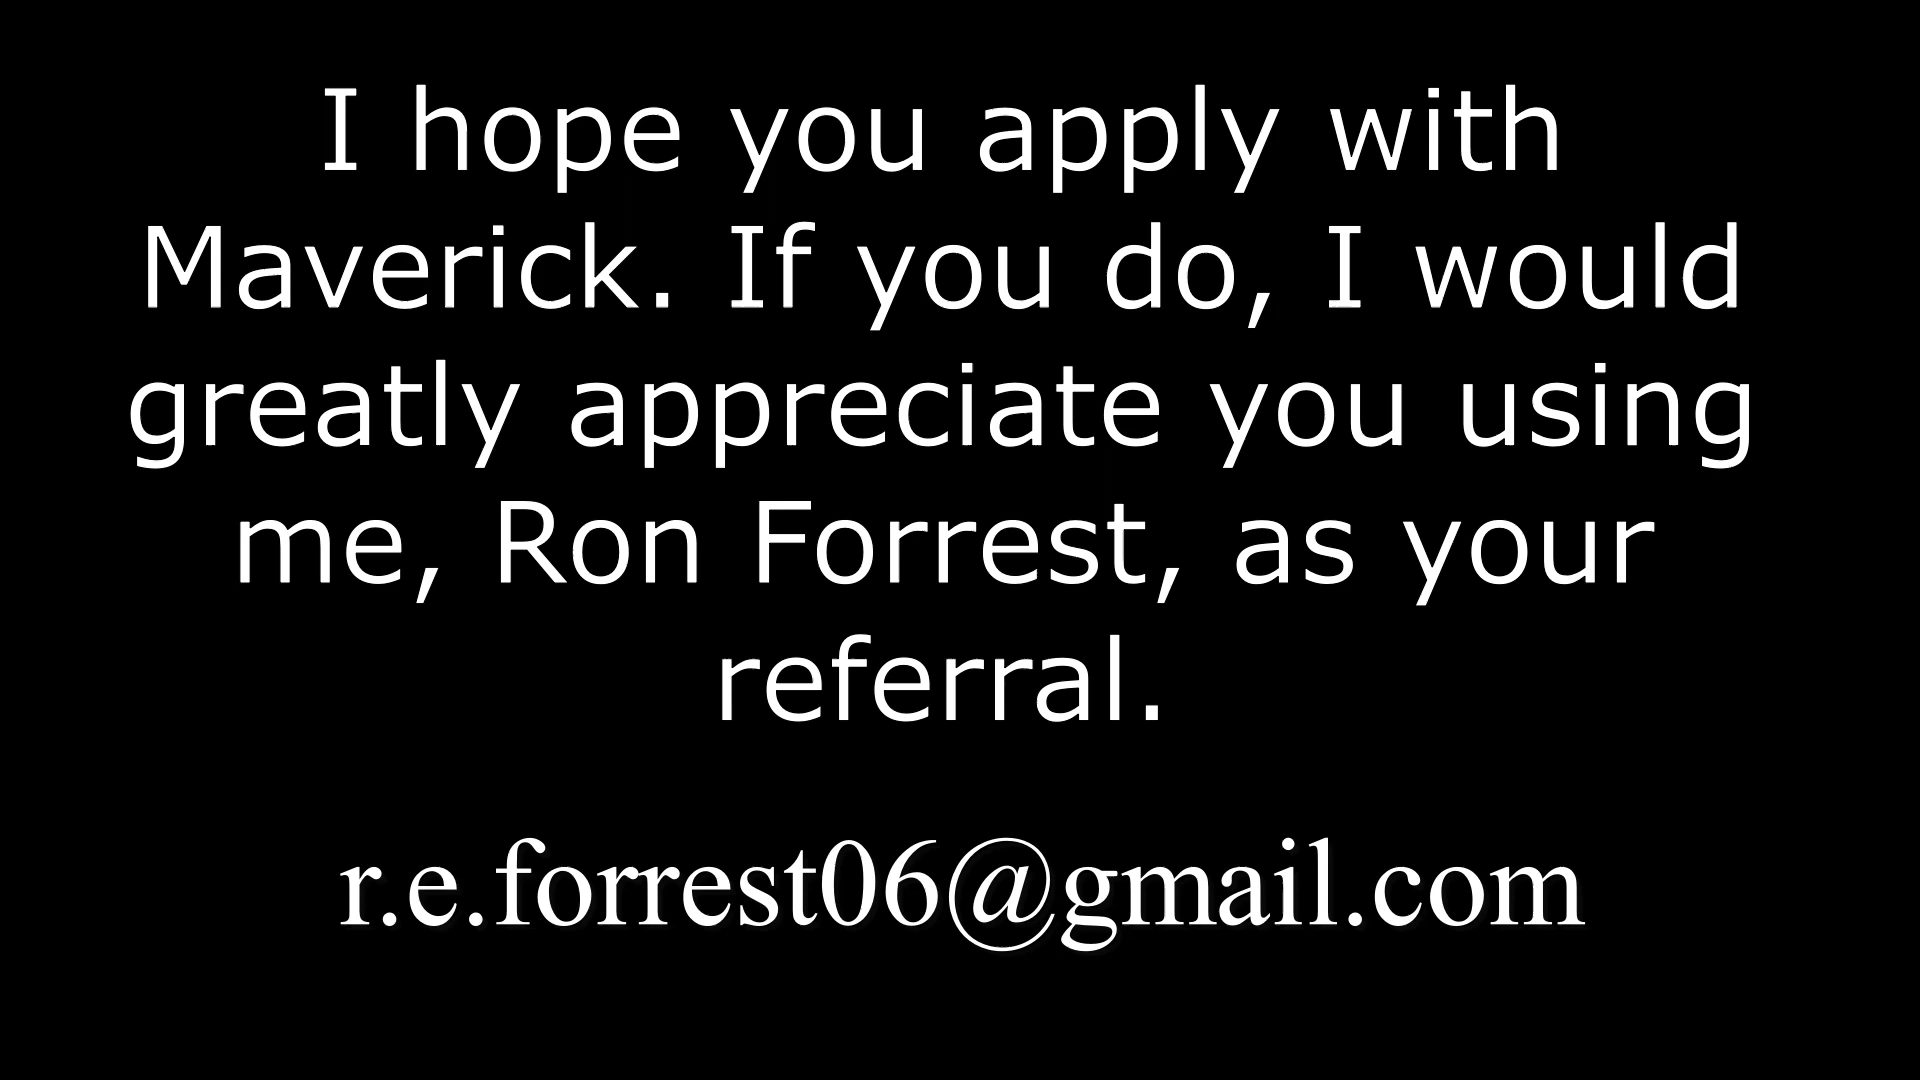 I hope you apply with
Maverick. If you do, I would
greatly appreciate you using
me, Ron Forrest, as your
referral.
r.e.forrest06@gmail.com